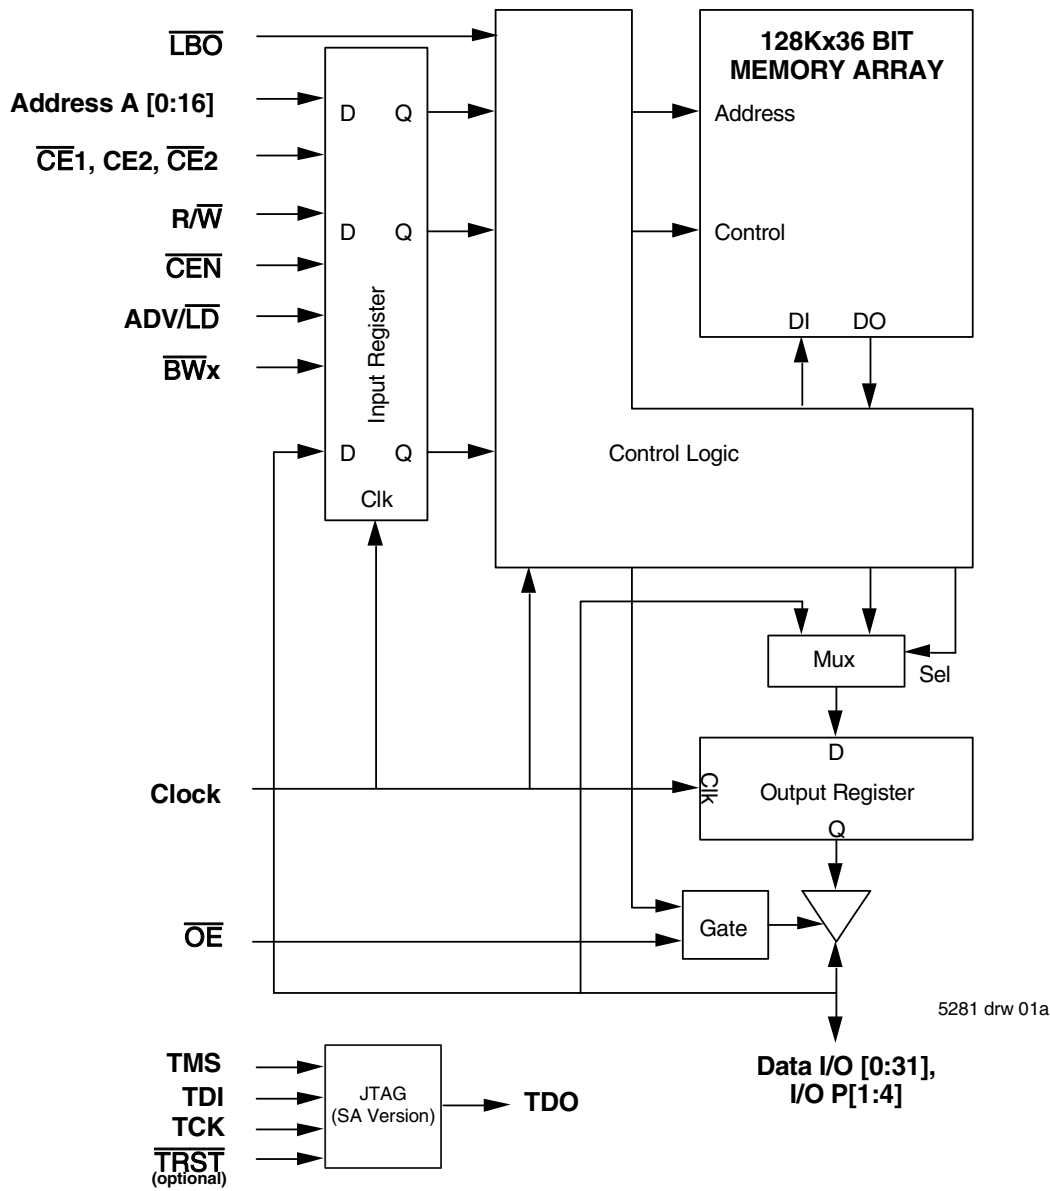 LBO
128Kx36 BIT
MEMORY ARRAY
Address A [0:16]
D Q
Address
CE1, CE2, CE2
R/W
D Q
Control
CEN
ADV/LD
Input Register
DI DO
BWx
D Q
Control Logic
Clk
Mux
Sel
D
Clock
Clk
Output Register
Q
OE
Gate
5281 drw 01a
Data I/O [0:31],
I/O P[1:4]
TMS
TDI
TCK
TRST
(optional)
JTAG
(SA Version)
TDO